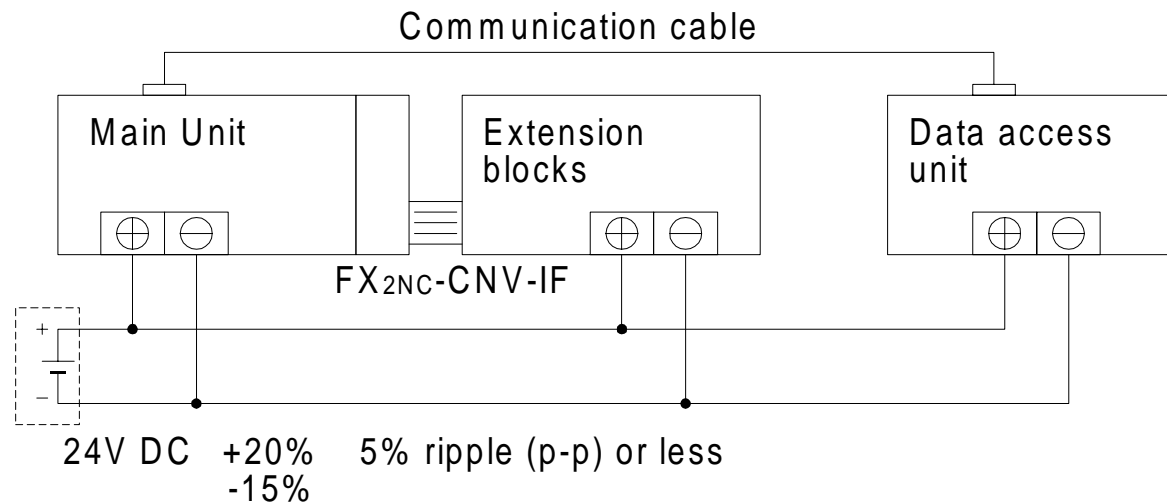 Communication cable
Main Unit
Extension
blocks
Data access
unit
FX2NC-CNV-IF
+
−
24V DC +20% 5% ripple (p-p) or less
-15%